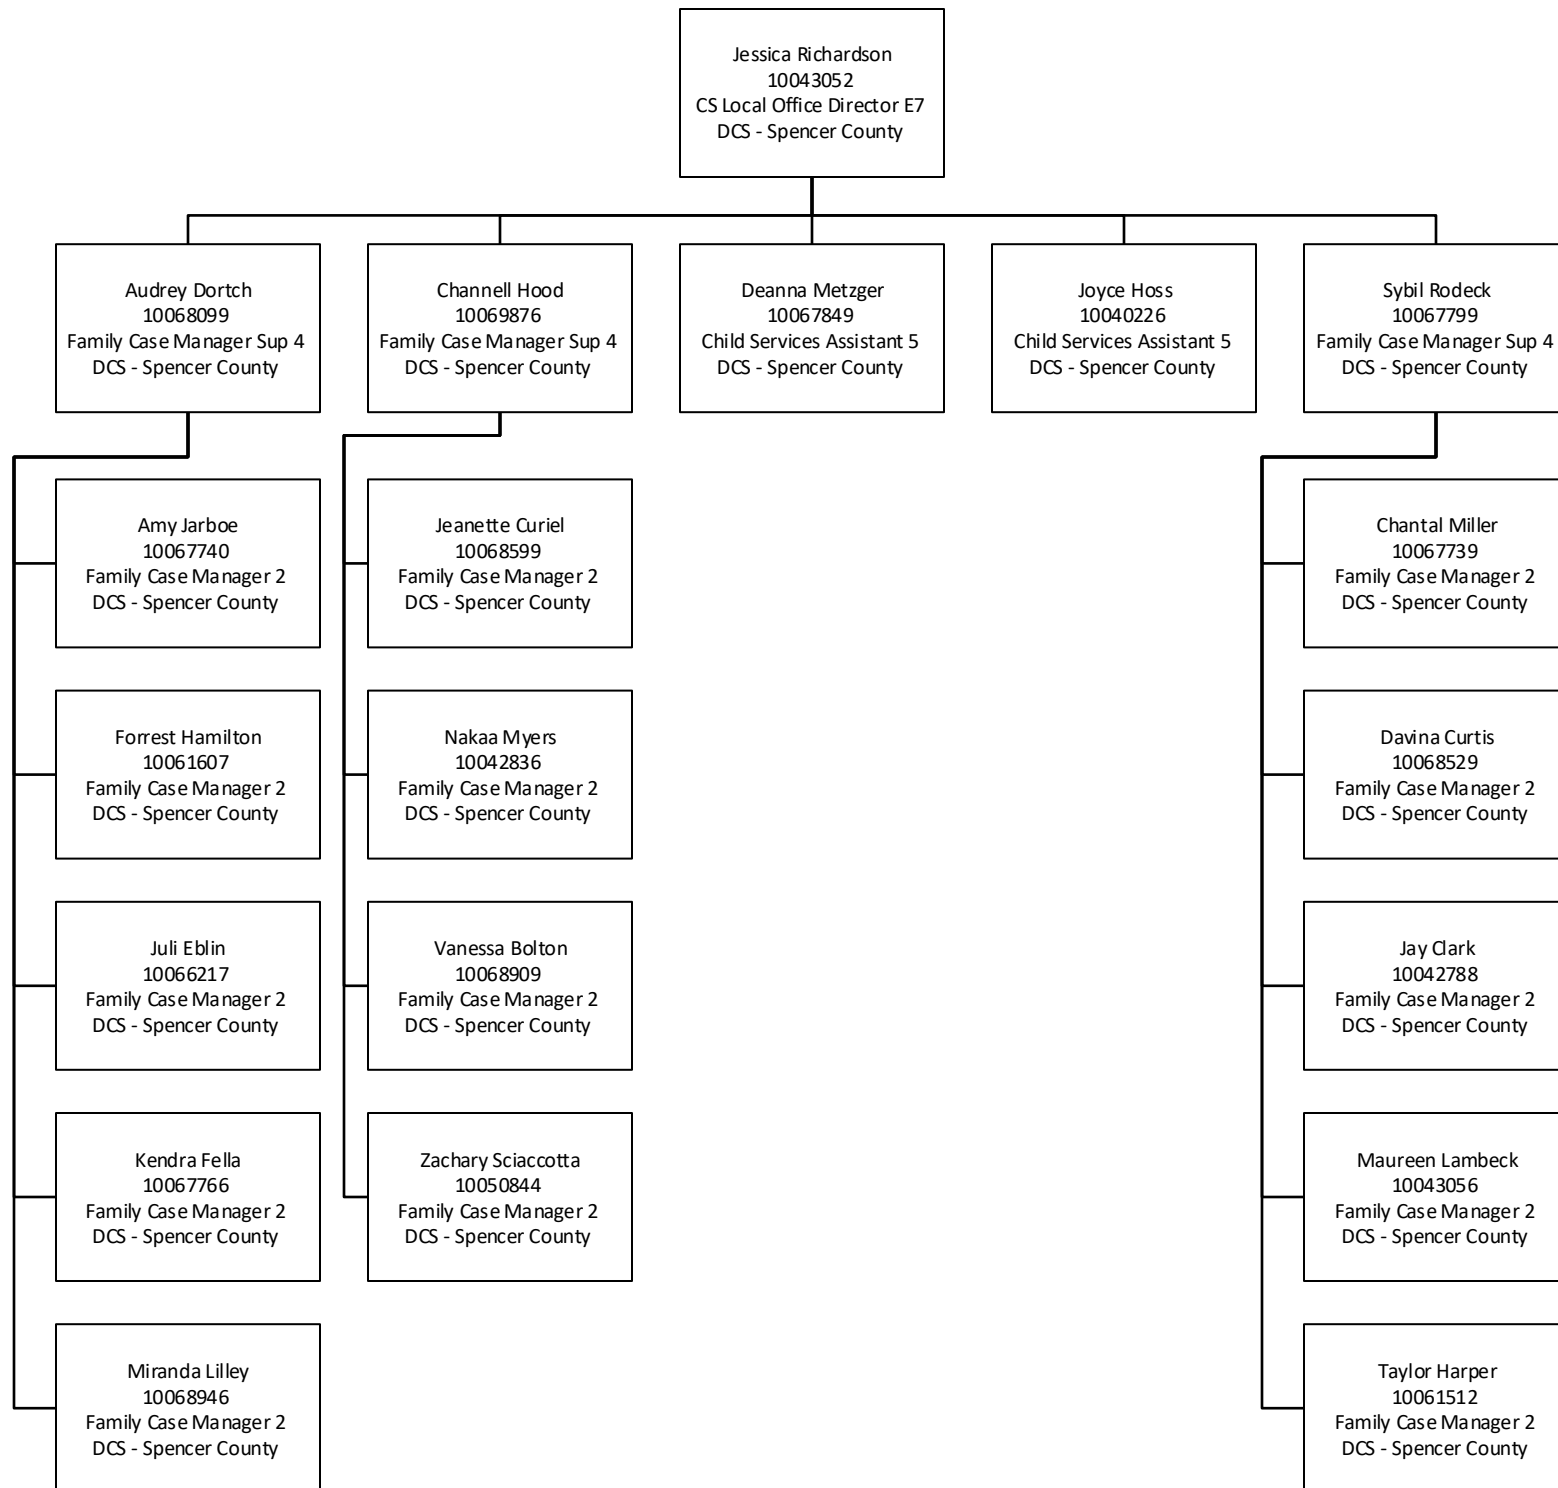 Jessica Richardson
10043052
CS Local Office Director E7
DCS - Spencer County
Audrey Dortch
10068099
Family Case Manager Sup 4
DCS - Spencer County
Channell Hood
10069876
Family Case Manager Sup 4
DCS - Spencer County
Deanna Metzger
10067849
Child Services Assistant 5
DCS - Spencer County
Joyce Hoss
10040226
Child Services Assistant 5
DCS - Spencer County
Sybil Rodeck
10067799
Family Case Manager Sup 4
DCS - Spencer County
Amy Jarboe
10067740
Family Case Manager 2
DCS - Spencer County
Jeanette Curiel
10068599
Family Case Manager 2
DCS - Spencer County
Chantal Miller
10067739
Family Case Manager 2
DCS - Spencer County
Forrest Hamilton
10061607
Family Case Manager 2
DCS - Spencer County
Nakaa Myers
10042836
Family Case Manager 2
DCS - Spencer County
Davina Curtis
10068529
Family Case Manager 2
DCS - Spencer County
Juli Eblin
10066217
Family Case Manager 2
DCS - Spencer County
Vanessa Bolton
10068909
Family Case Manager 2
DCS - Spencer County
Jay Clark
10042788
Family Case Manager 2
DCS - Spencer County
Kendra Fella
10067766
Family Case Manager 2
DCS - Spencer County
Zachary Sciaccotta
10050844
Family Case Manager 2
DCS - Spencer County
Maureen Lambeck
10043056
Family Case Manager 2
DCS - Spencer County
Miranda Lilley
10068946
Family Case Manager 2
DCS - Spencer County
Taylor Harper
10061512
Family Case Manager 2
DCS - Spencer County